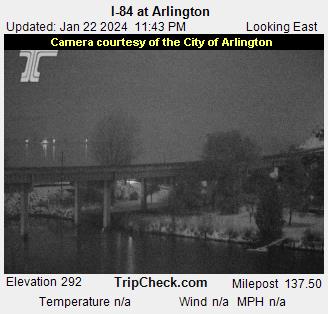 I-84 at Arlington
Updated: Jan 22 2024 11:43 PM Looking East
Camera courtesy of the City of Arlington
Elevation 292 TripCheck.com Milepost 137.50
Temperature n/a Wind n/a MPH n/a